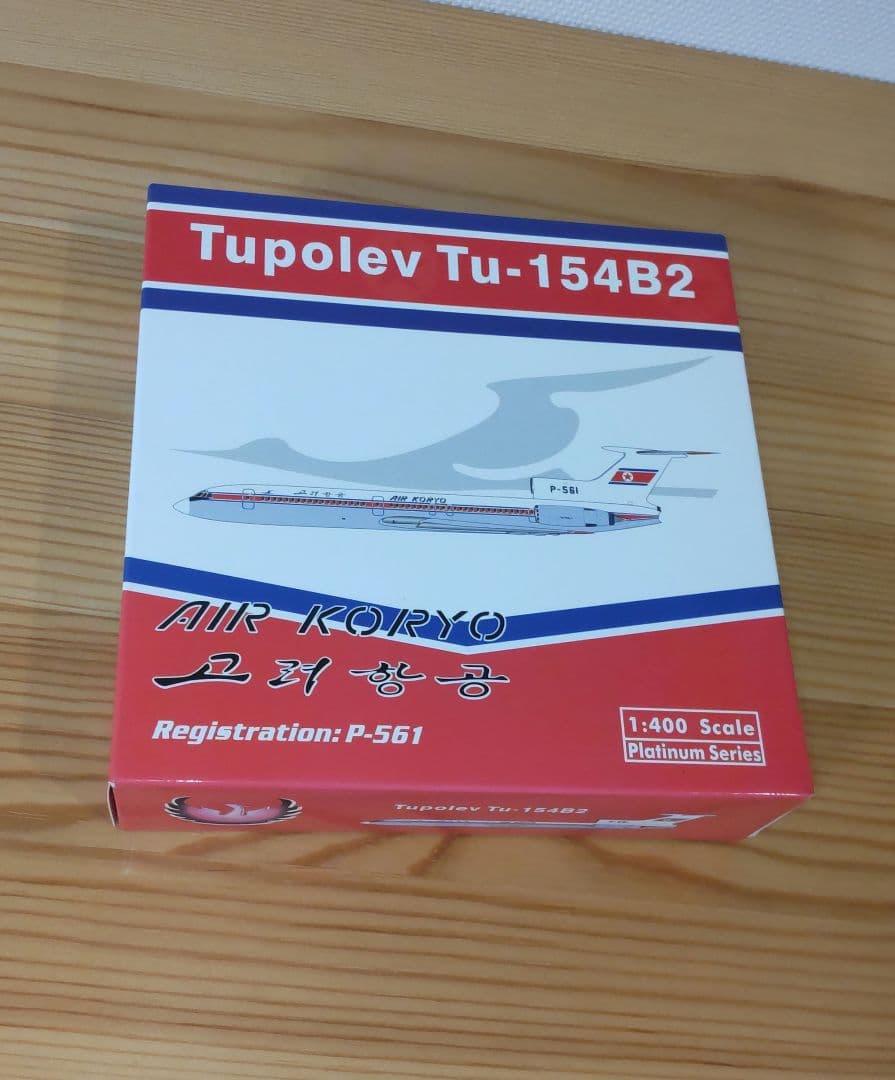 Tupolev Tu-154B2
P-561
고려항공 AIR KORYO
AIR KORYO
고려항공
Registration: P-561
1:400 Scale
Platinum Series
Tupolev Tu-154B2